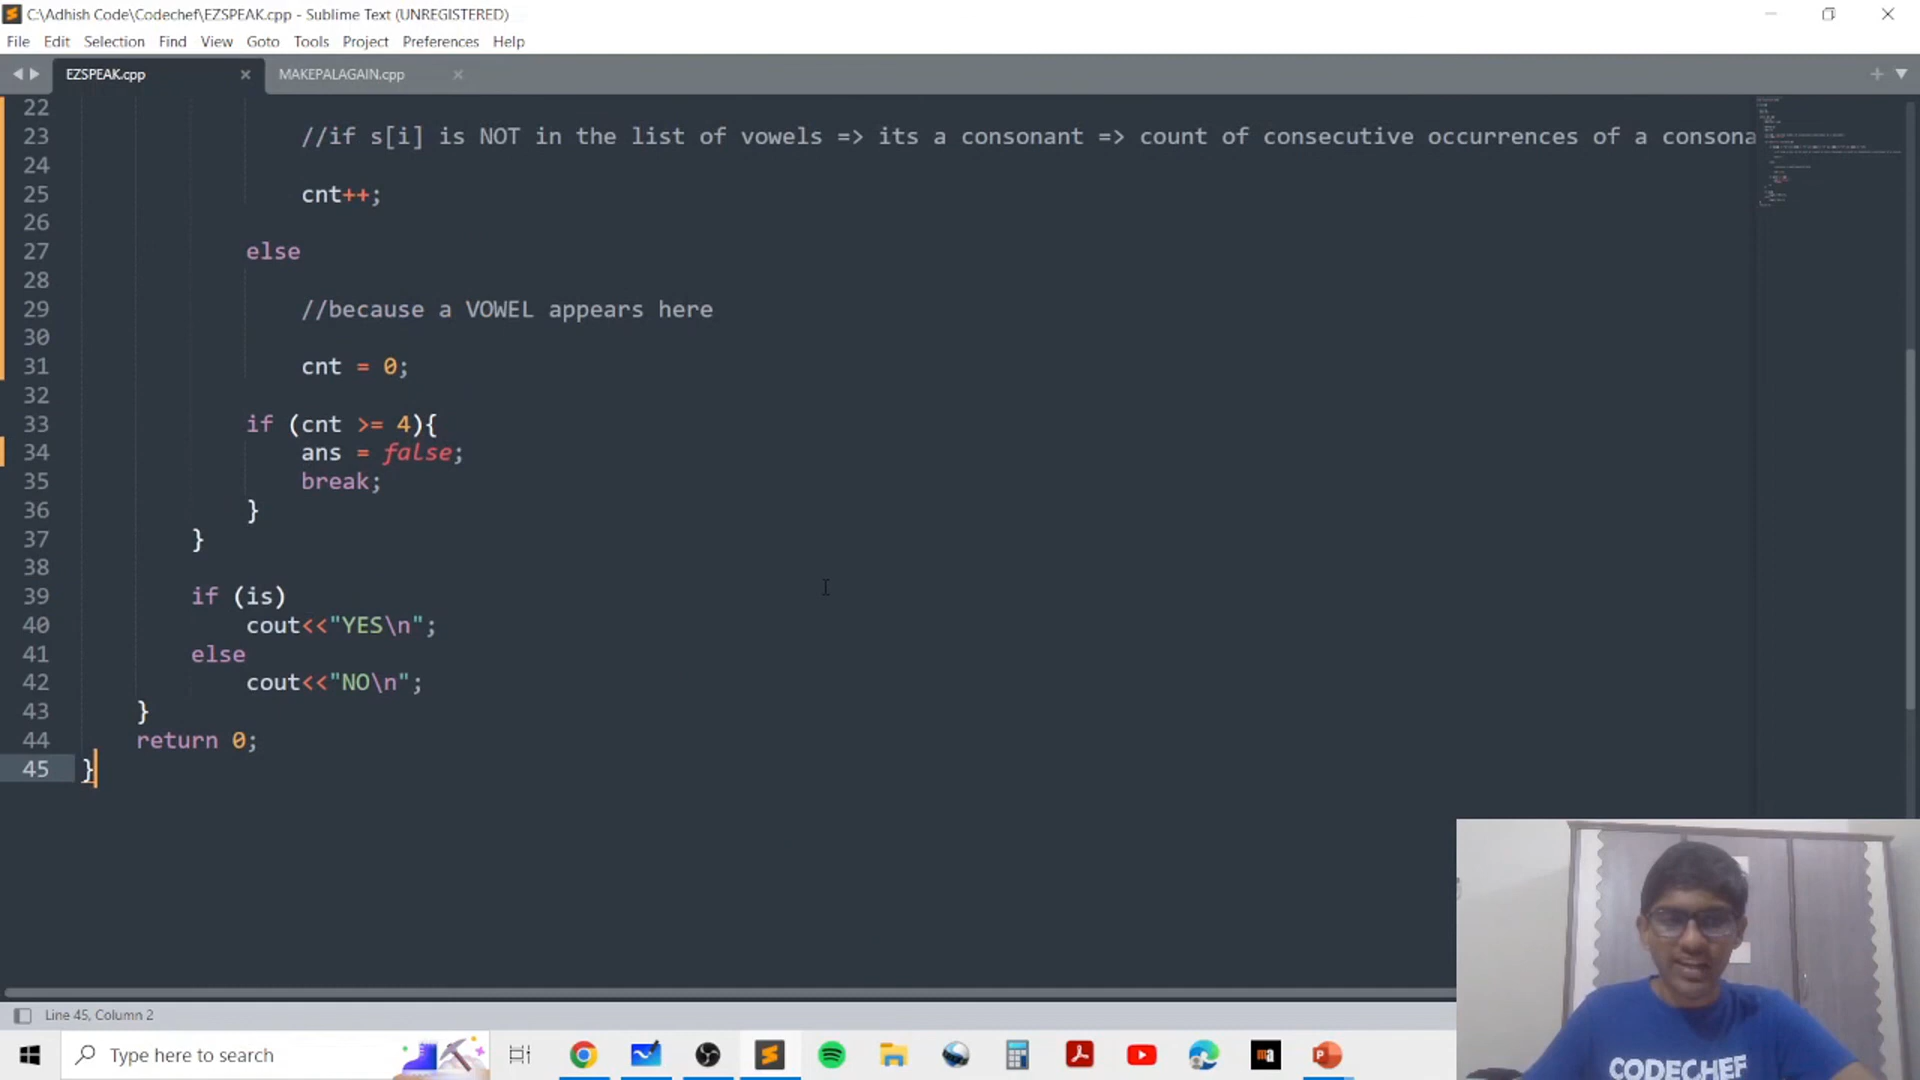 C:\Adhish Code\Codechef\EZSPEAK.cpp - Sublime Text (UNREGISTERED)
File Edit Selection Find View Goto Tools Project Preferences Help
EZSPEAK.cpp MAKEPALAGAIN.cpp
22
23 //if s[i] is NOT in the list of vowels => its a consonant => count of consecutive occurrences of a consona
24
25 cnt++;
26
27 else
28
29 //because a VOWEL appears here
30
31 cnt = 0;
32
33 if (cnt >= 4){
34 ans = false;
35 break;
36 }
37 }
38
39 if (is)
40 cout<<"YES\n";
41 else
42 cout<<"NO\n";
43 }
44 return 0;
45 }
Line 45, Column 2
Type here to search
ma
CODECHEF